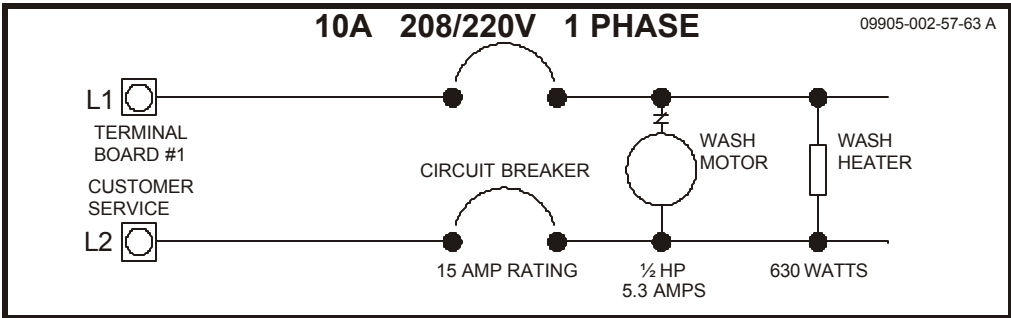 10A 208/220V 1 PHASE
09905-002-57-63 A
L1
TERMINAL
BOARD #1
WASH
MOTOR
WASH
HEATER
CUSTOMER
SERVICE
CIRCUIT BREAKER
L2
15 AMP RATING
½ HP
5.3 AMPS
630 WATTS